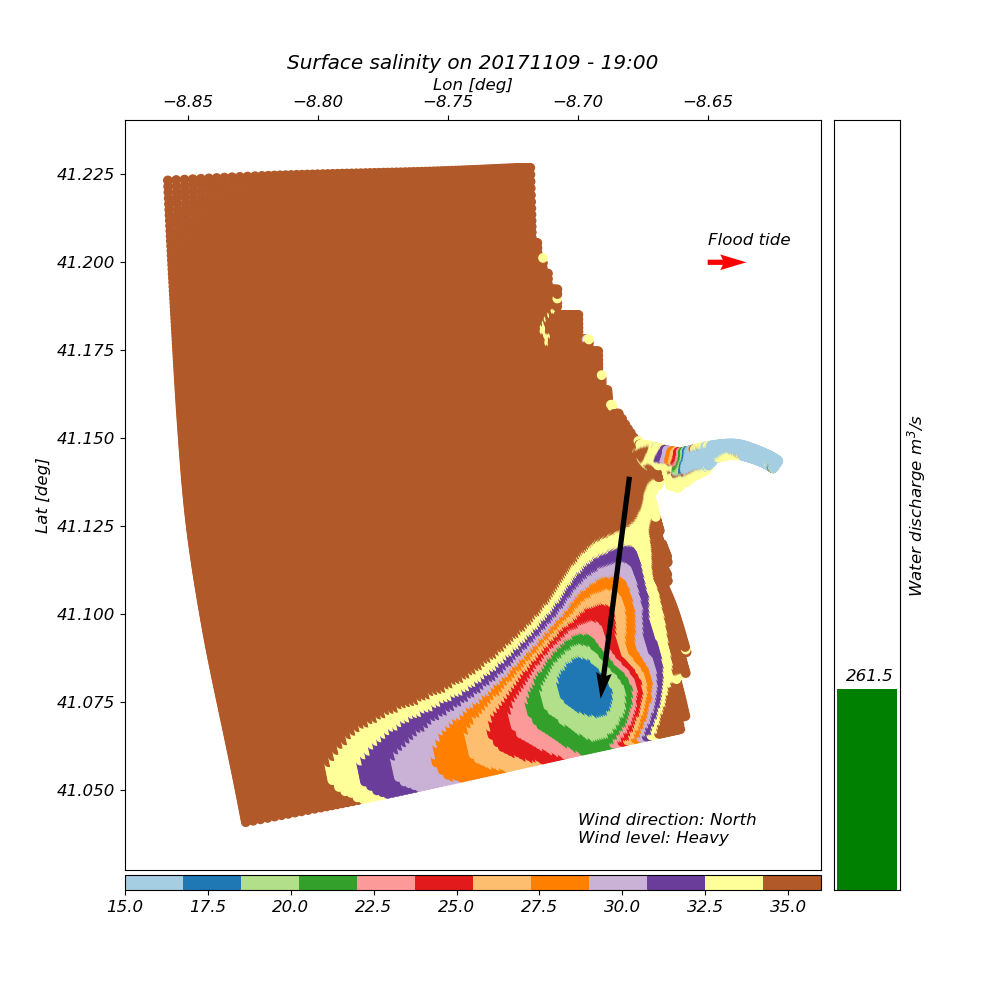 Surface salinity on 20171109 - 19:00
Lon [deg]
−8.85 −8.80 −8.75 −8.70 −8.65
41.225
Flood tide
41.200
41.175
41.150
Lat [deg]
41.125
41.100
41.075
41.050
Water discharge m³/s
261.5
Wind direction: North
Wind level: Heavy
15.0 17.5 20.0 22.5 25.0 27.5 30.0 32.5 35.0